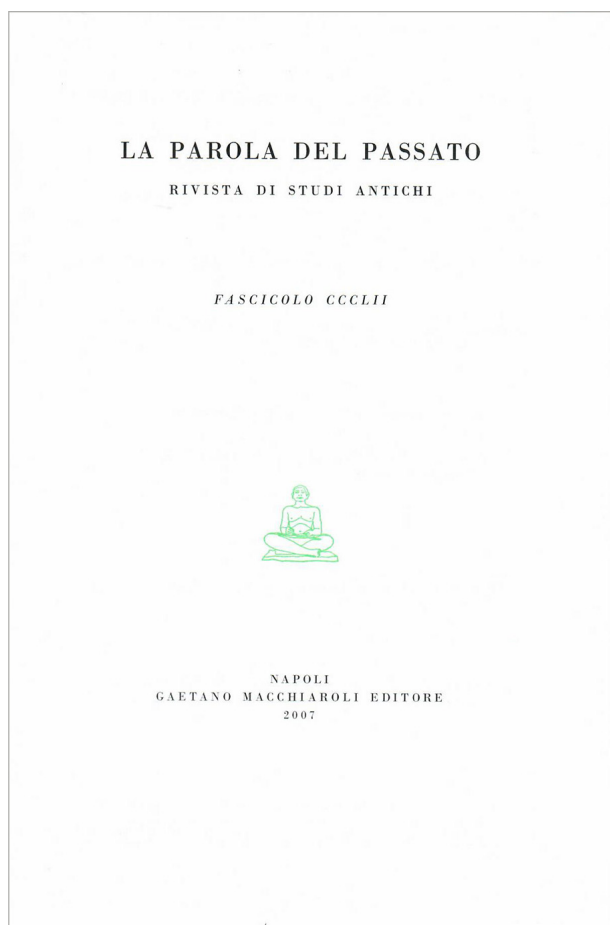 LA PAROLA DEL PASSATO
RIVISTA DI STUDI ANTICHI
FASCICOLO CCCLII
NAPOLI
GAETANO MACCHIAROLI EDITORE
2007